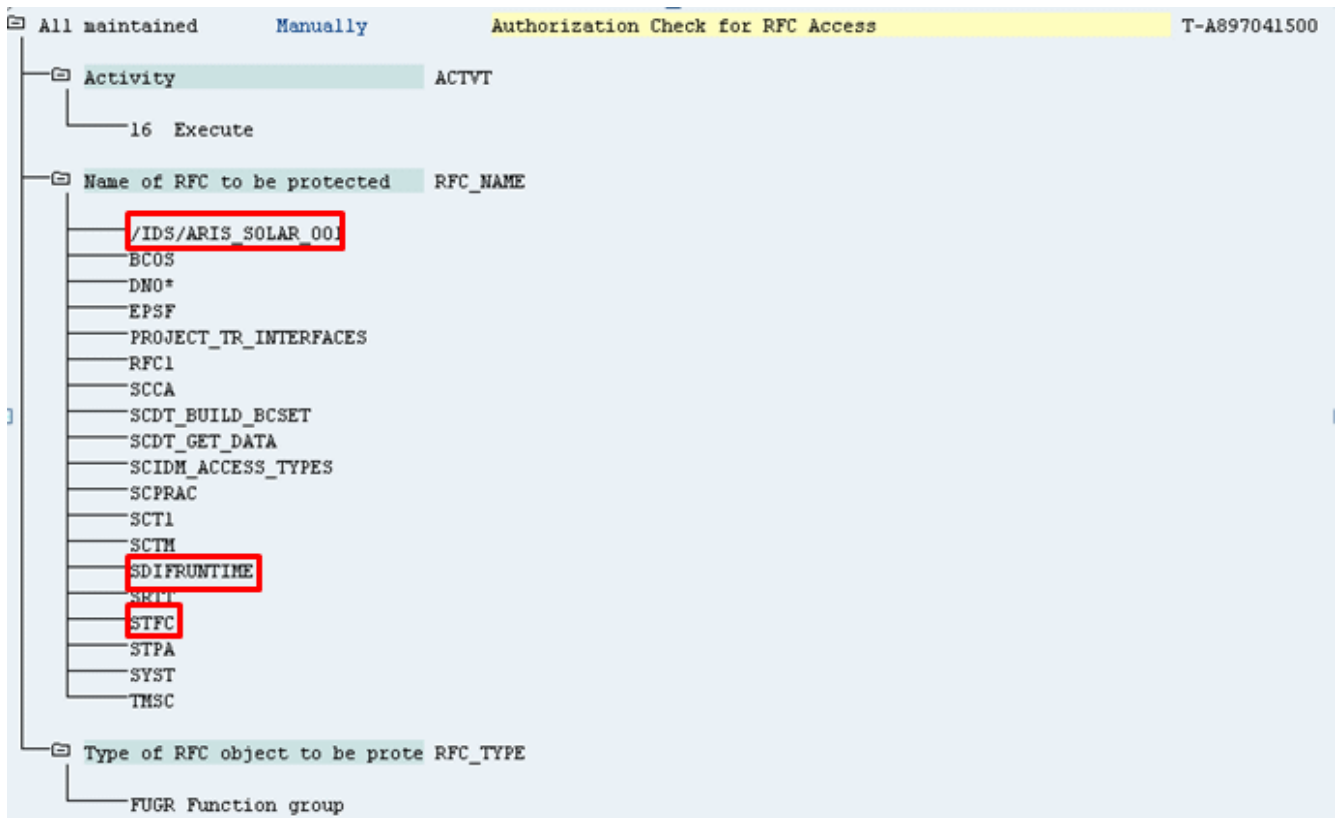 All maintained Manually Authorization Check for RFC Access T-A897041500
Activity ACTVT
16 Execute
Name of RFC to be protected RFC_NAME
/IDS/ARIS_SOLAR_001
BCOS
DNO*
EPSF
PROJECT_TR_INTERFACES
RFC1
SCCA
SCDT_BUILD_BCSET
SCDT_GET_DATA
SCIDM_ACCESS_TYPES
SCPRAC
SCT1
SCTM
SDIFRUNTIME
SRTT
STFC
STPA
SYST
TMSC
Type of RFC object to be prote RFC_TYPE
FUGR Function group